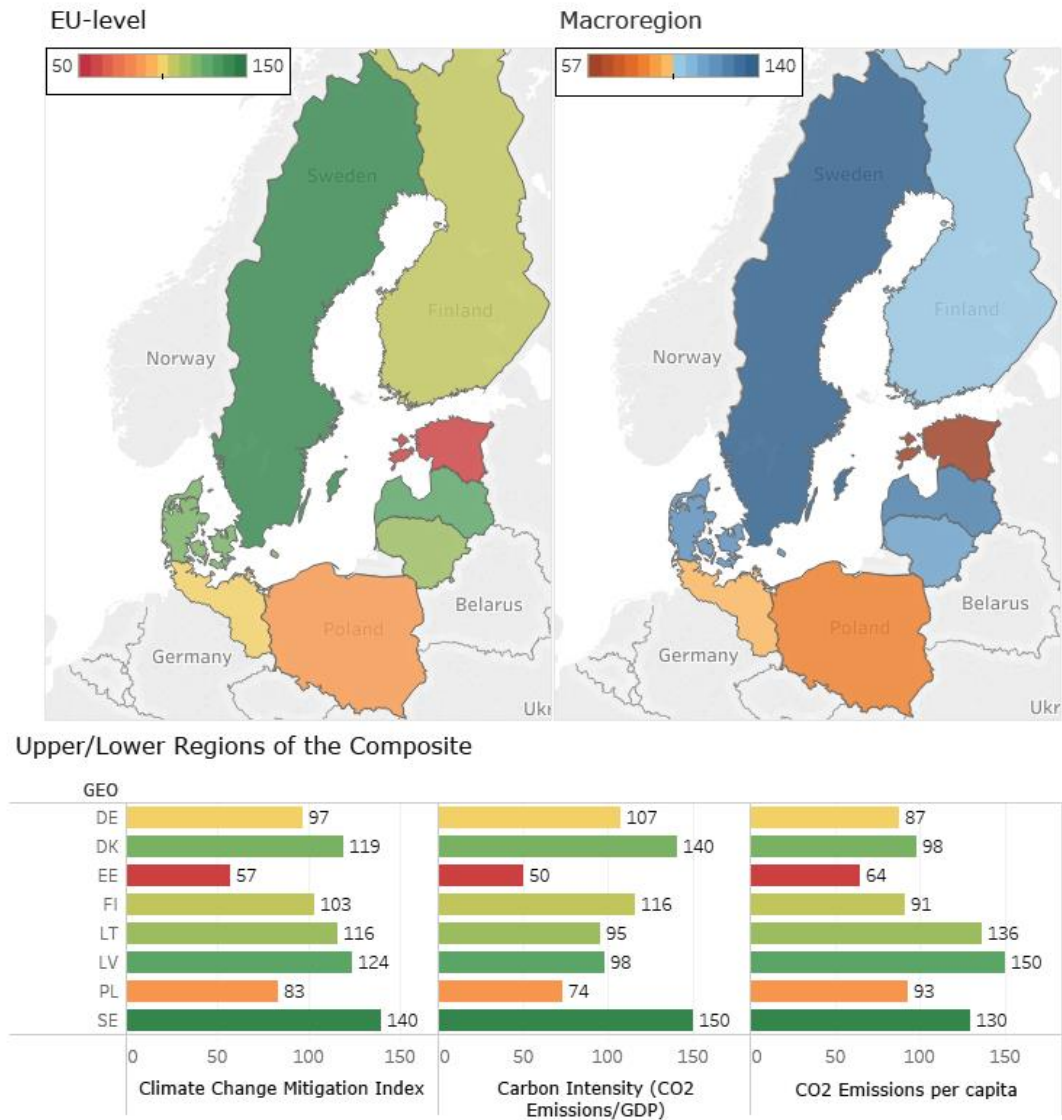 EU-level
Macroregion
50 150
57 140
Sweden
Finland
Norway
Belarus
Poland
Germany
Ukr
Sweden
Finland
Norway
Belarus
Poland
Germany
Ukr
Upper/Lower Regions of the Composite
GEO
DE 97 107 87
DK 119 140 98
EE 57 50 64
FI 103 116 91
LT 116 95 136
LV 124 98 150
PL 83 74 93
SE 140 150 130
0 50 100 150 0 50 100 150 0 50 100 150
Climate Change Mitigation Index
Carbon Intensity (CO2
Emissions/GDP)
CO2 Emissions per capita